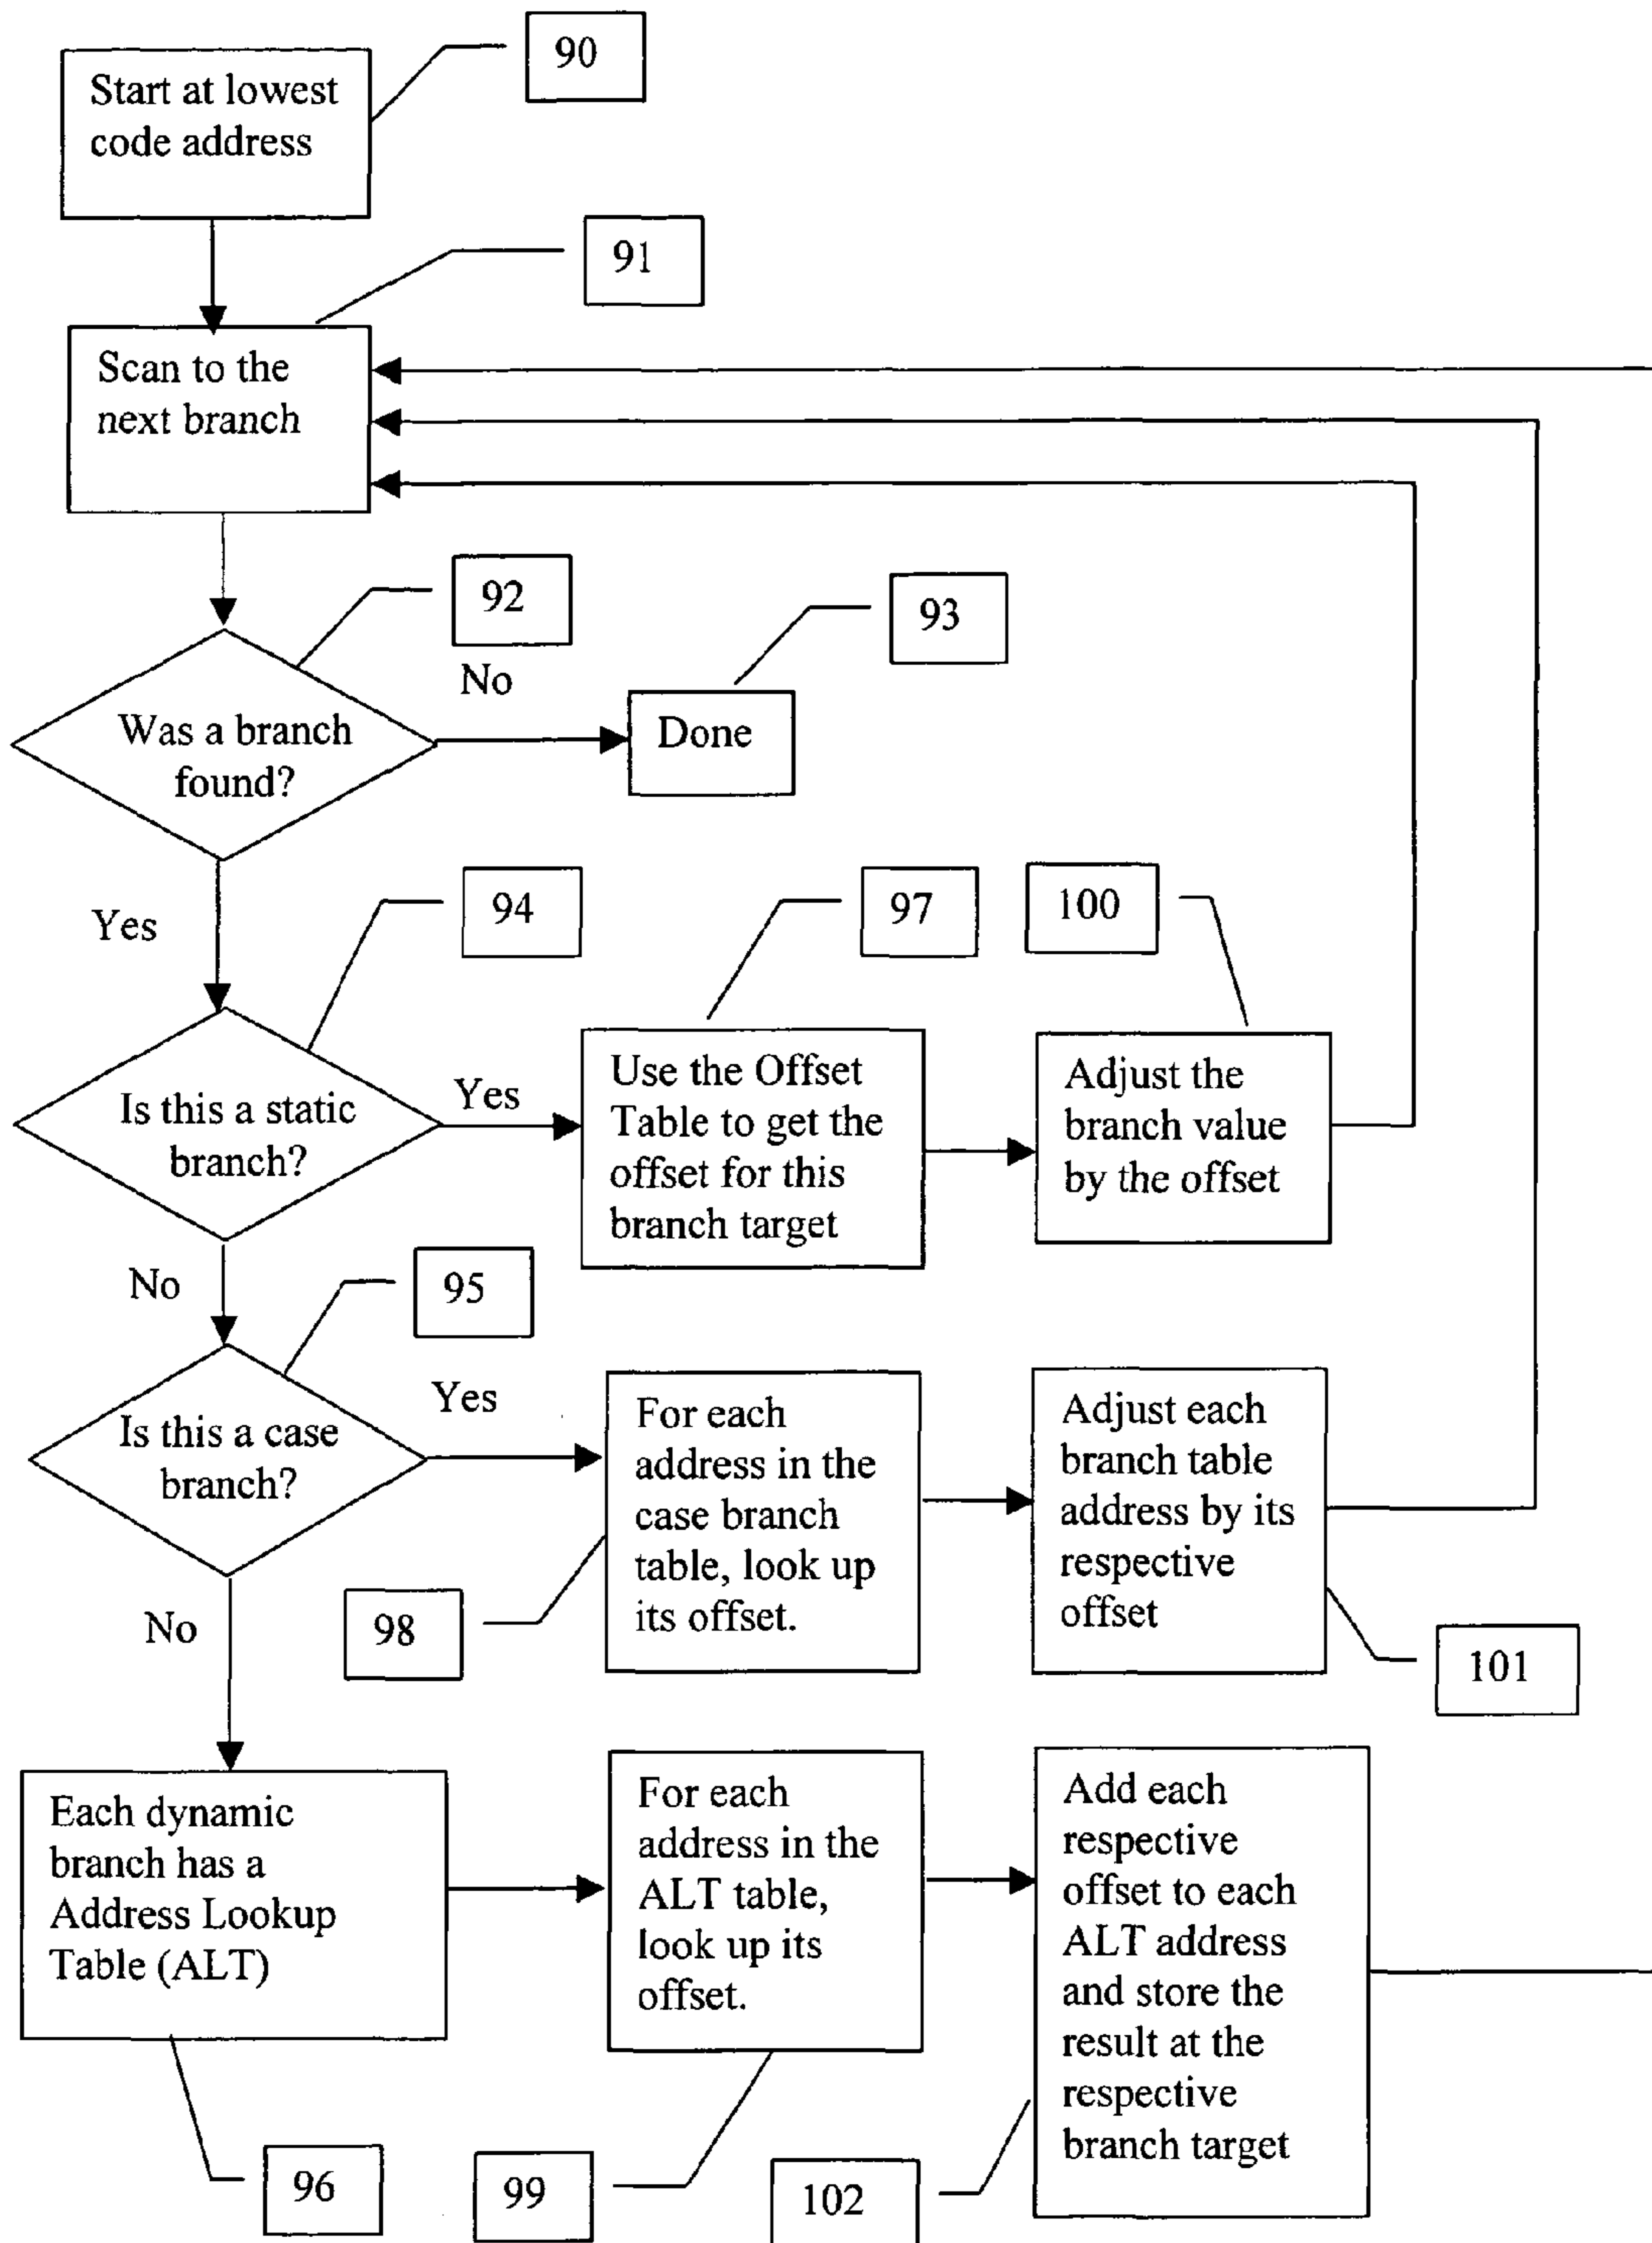 90
Start at lowest
code address
91
Scan to the
next branch
92
93
No
Was a branch
found?
Done
94
97
100
Yes
Is this a static
branch?
Yes
Use the Offset
Table to get the
offset for this
branch target
Adjust the
branch value
by the offset
No
95
Is this a case
branch?
Yes
For each
address in the
case branch
table, look up
its offset.
Adjust each
branch table
address by its
respective
offset
No
98
101
Each dynamic
branch has a
Address Lookup
Table (ALT)
For each
address in the
ALT table,
look up its
offset.
Add each
respective
offset to each
ALT address
and store the
result at the
respective
branch target
96
99
102